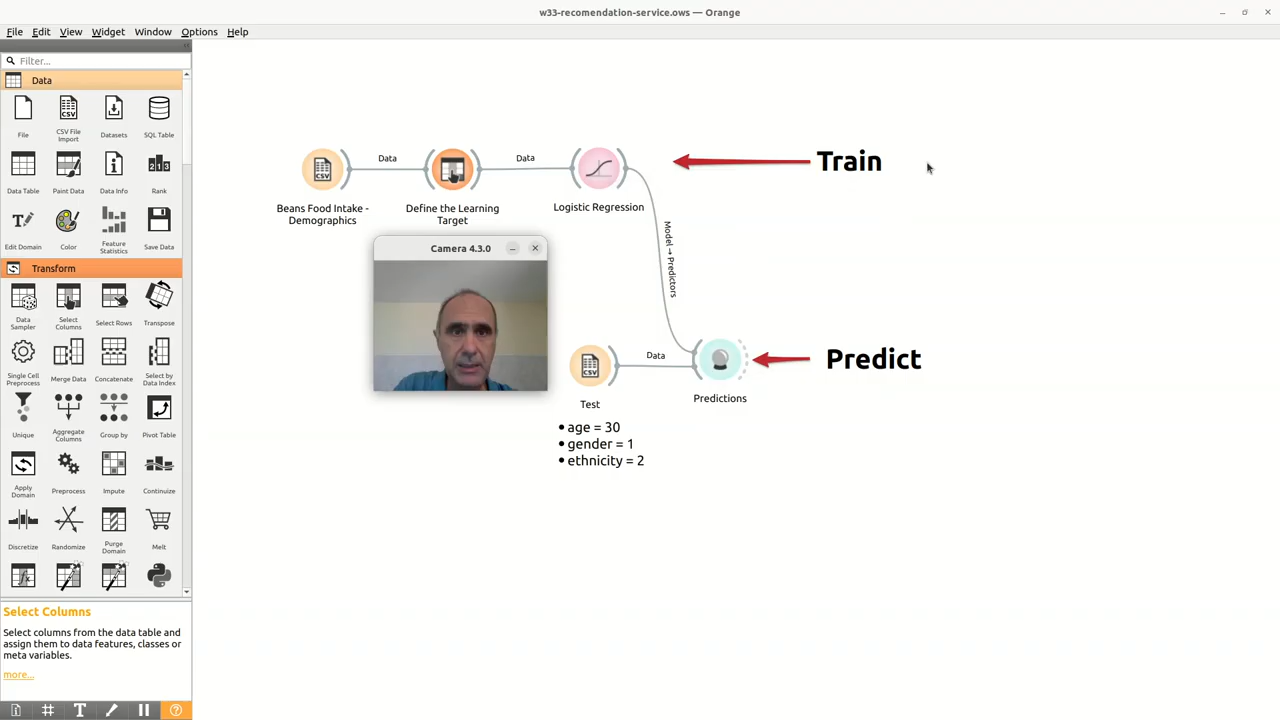 w33-recomendation-service.ows — Orange
File Edit View Widget Window Options Help
Filter...
Data
File
CSV File Import
Datasets
SQL Table
Data Table
Paint Data
Data Info
Rank
Edit Domain
Color
Feature Statistics
Save Data
Transform
Data Sampler
Select Columns
Select Rows
Transpose
Single Cell Preprocess
Merge Data
Concatenate
Select by Data Index
Unique
Aggregate Columns
Group by
Pivot Table
Apply Domain
Preprocess
Impute
Continuize
Discretize
Randomize
Purge Domain
Melt
Select Columns
Select columns from the data table and
assign them to data features, classes or
meta variables.
more...
Data
Data
Train
Beans Food Intake -
Demographics
Define the Learning
Target
Logistic Regression
Model → Predictors
Camera 4.3.0
CSV
CSV
Data
Predict
Test
Predictions
• age = 30
• gender = 1
• ethnicity = 2